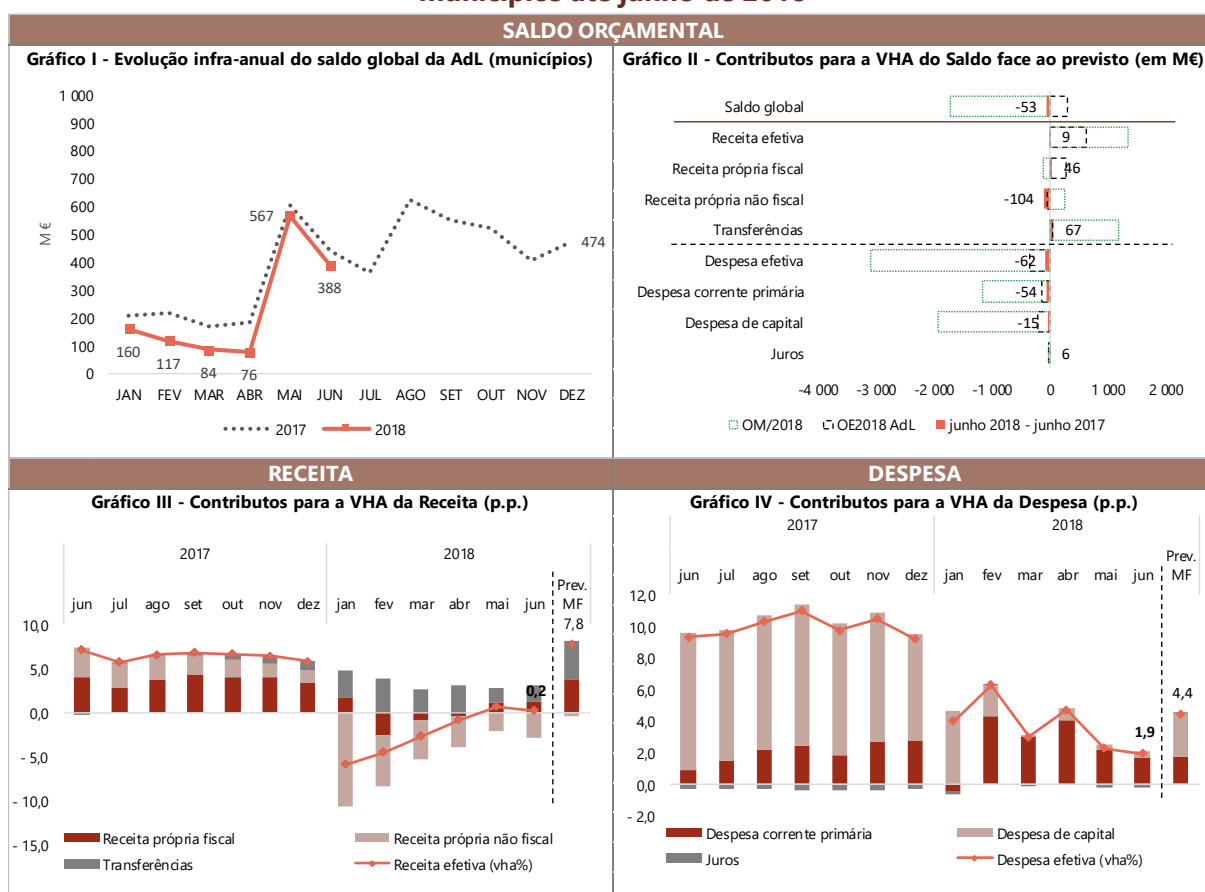 municípios até junho de 2018
SALDO ORÇAMENTAL
Gráfico I - Evolução infra-anual do saldo global da AdL (municípios)
M €
1 000
900
800
700
600
500
400
300
200
100
0
160
117
84
76
567
388
474
JAN FEV MAR ABR MAI JUN JUL AGO SET OUT NOV DEZ
2017 2018
Gráfico II - Contributos para a VHA do Saldo face ao previsto (em M€)
Saldo global -53
Receita efetiva 9
Receita própria fiscal 46
Receita própria não fiscal -104
Transferências 67
Despesa efetiva -62
Despesa corrente primária -54
Despesa de capital -15
Juros 6
-4 000 -3 000 -2 000 -1 000 0 1 000 2 000
OM/2018 OE2018 AdL junho 2018 - junho 2017
RECEITA
Gráfico III - Contributos para a VHA da Receita (p.p.)
2017 2018
jun jul ago set out nov dez jan fev mar abr mai jun Prev. MF
10,0
5,0
0,0
- 5,0
- 10,0
- 15,0
7,8
0,2
Receita própria fiscal Receita própria não fiscal
Transferências Receita efetiva (vha%)
DESPESA
Gráfico IV - Contributos para a VHA da Despesa (p.p.)
2017 2018
jun jul ago set out nov dez jan fev mar abr mai jun Prev. MF
12,0
10,0
8,0
6,0
4,0
2,0
0,0
- 2,0
4,4
1,9
Despesa corrente primária Despesa de capital
Juros Despesa efetiva (vha%)